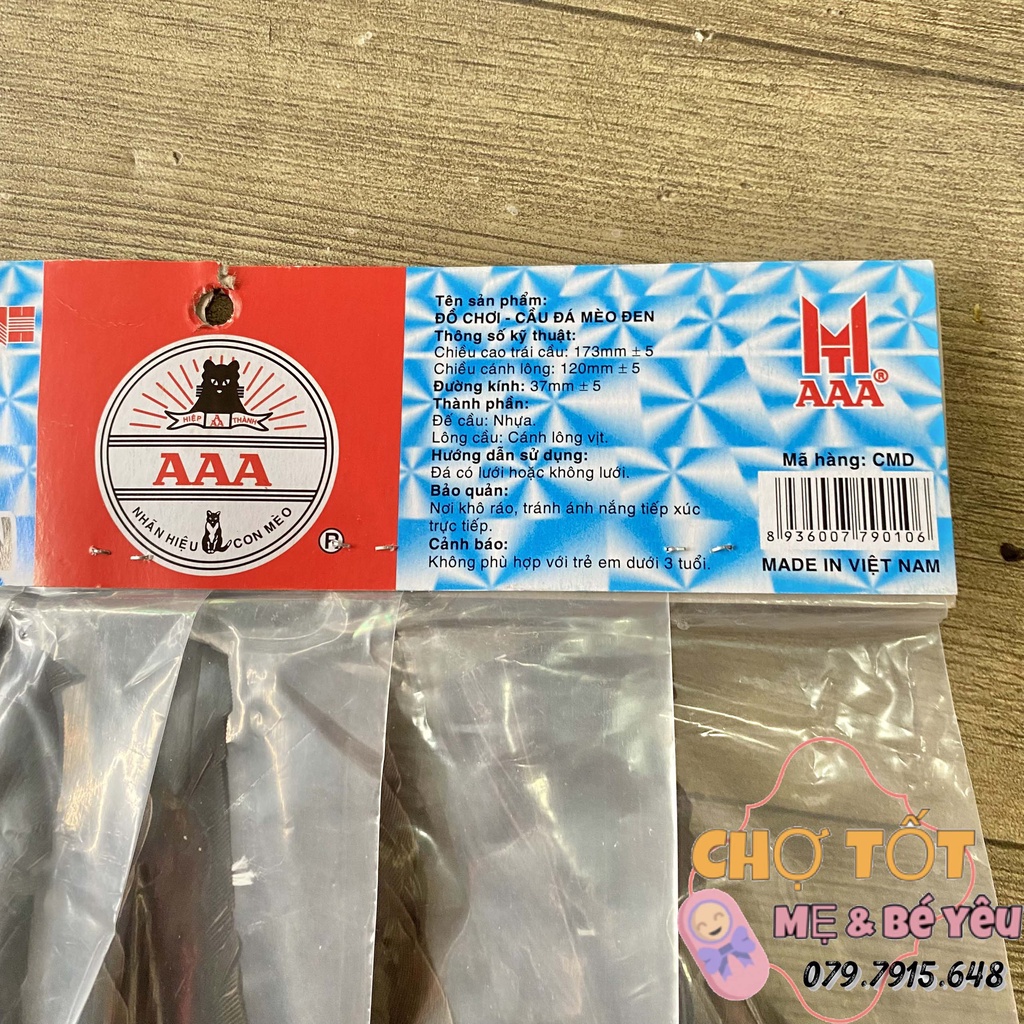 HIỆP A THÀNH
AA
AAA
NHÃN HIỆU CON MÈO
R
Tên sản phẩm:
ĐỒ CHƠI - CẦU ĐÁ MÈO ĐEN
Thông số kỹ thuật:
Chiều cao trái cầu: 173mm ± 5
Chiều cánh lông: 120mm ± 5
Đường kính: 37mm ± 5
Thành phần:
Đế cầu: Nhựa.
Lông cầu: Cánh lông vịt.
Hướng dẫn sử dụng:
Đá có lưới hoặc không lưới.
Bảo quản:
Nơi khô ráo, tránh ánh nắng tiếp xúc
trực tiếp.
Cảnh báo:
Không phù hợp với trẻ em dưới 3 tuổi.
HT
AAA®
Mã hàng: CMD
8 936007 790106
MADE IN VIỆT NAM
CHỢ TỐT
MẸ & Bé Yêu
079.7915.648